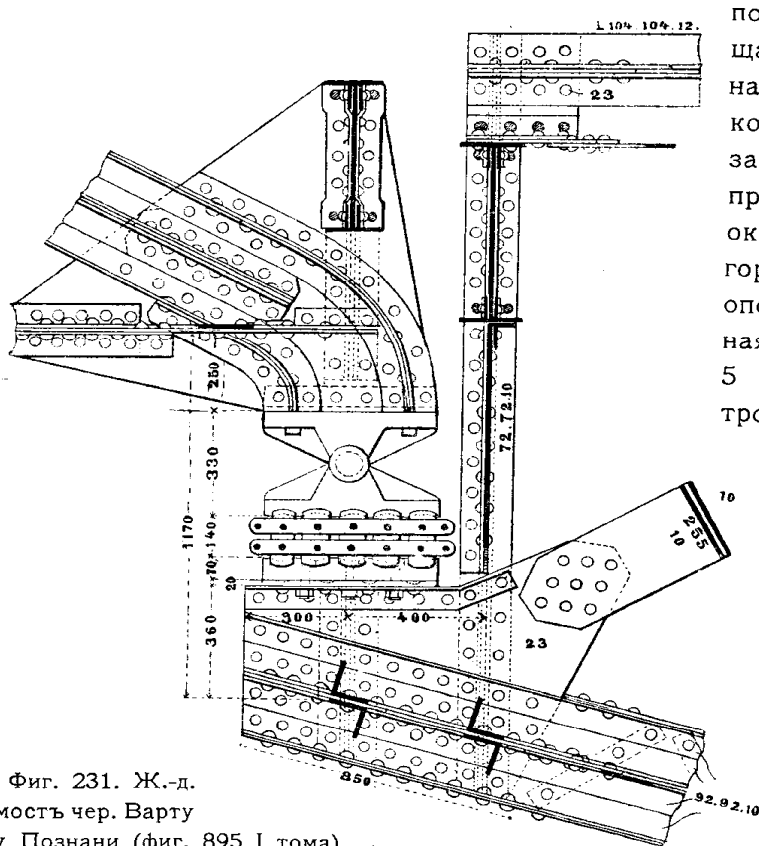 L 104.104.12.
23
250
330
1170
140
70
20
360
300
400
72.72.10
10
255
10
23
850
92.92.10
по
ща
на
ко
за
пр
ок
гор
опе
ная
5
тро
Фиг. 231. Ж.-д.
мостъ чер. Варту
у Познани (фиг. 895 I тома)